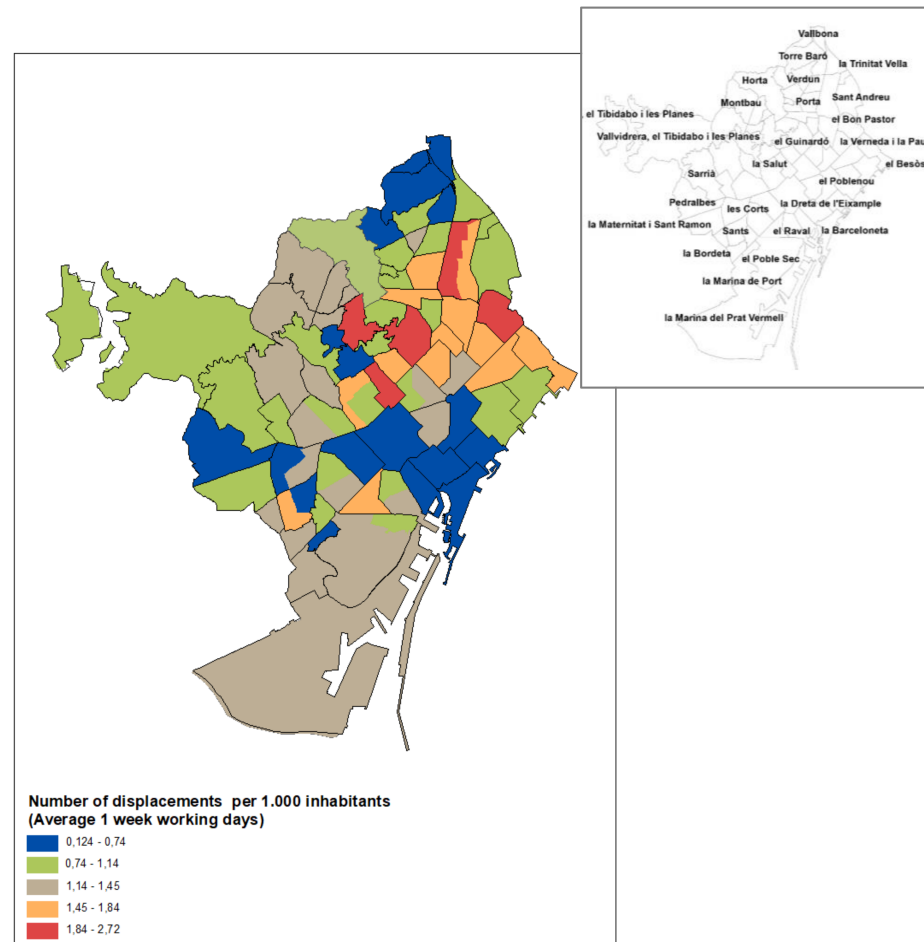 Vallbona
Torre Baró
la Trinitat Vella
Horta
Verdun
Montbau
Porta
Sant Andreu
el Tibidabo i les Planes
el Bon Pastor
Vallvidrera, el Tibidabo i les Planes
el Guinardó
la Verneda i la Pau
la Salut
el Besòs
Sarrià
el Poblenou
Pedralbes
les Corts
la Dreta de l'Eixample
la Maternitat i Sant Ramon
Sants
el Raval
la Barceloneta
la Bordeta
el Poble Sec
la Marina de Port
la Marina del Prat Vermell
Number of displacements per 1.000 inhabitants
(Average 1 week working days)
0,124 - 0,74
0,74 - 1,14
1,14 - 1,45
1,45 - 1,84
1,84 - 2,72